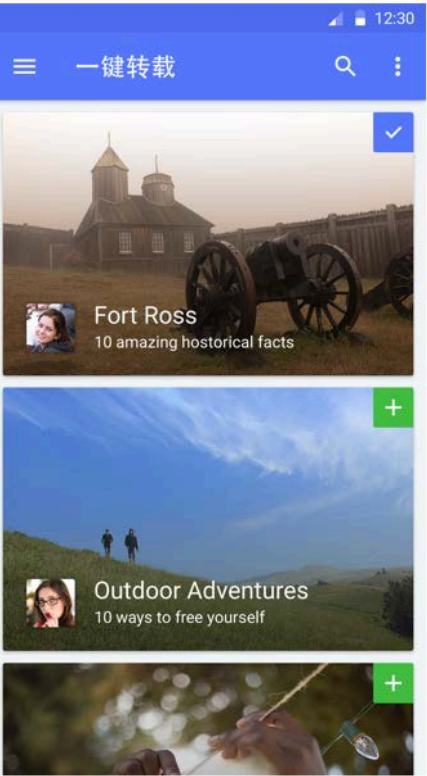 12:30
一键转载
Fort Ross
10 amazing hostorical facts
Outdoor Adventures
10 ways to free yourself